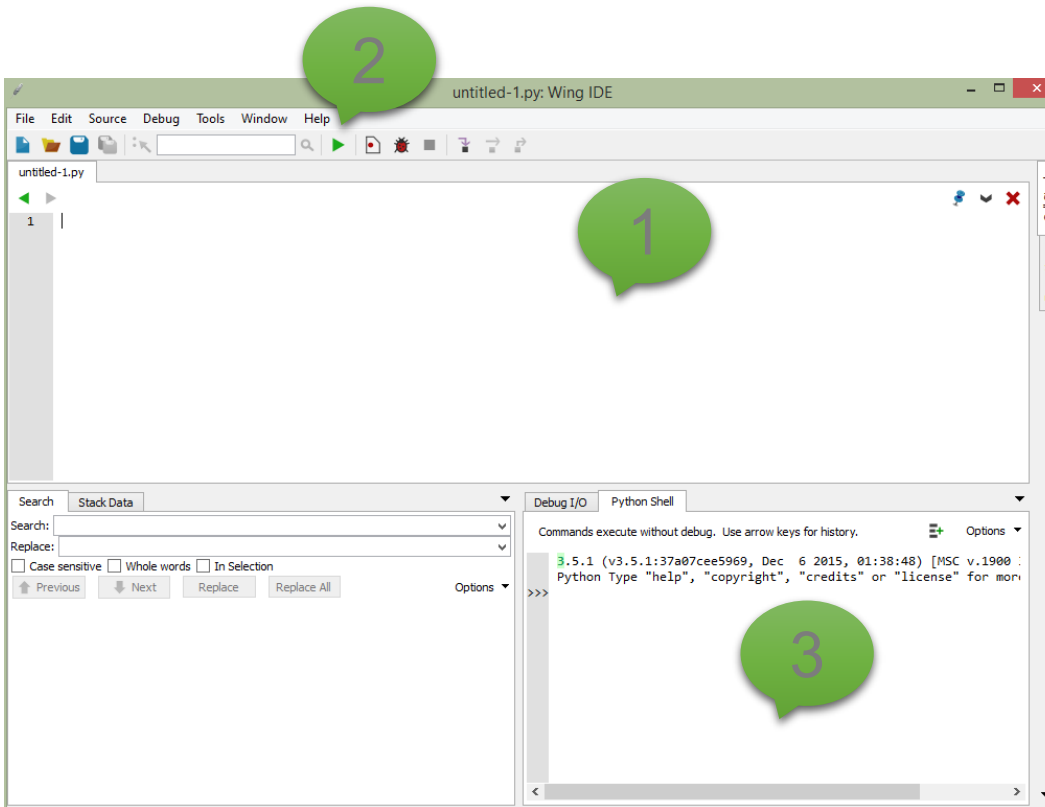 2
untitled-1.py: Wing IDE
File Edit Source Debug Tools Window Help
untitled-1.py
1
1
Search Stack Data
Debug I/O Python Shell
Search:
Commands execute without debug. Use arrow keys for history. Options
Replace:
Case sensitive Whole words In Selection
3.5.1 (v3.5.1:37a07cee5969, Dec 6 2015, 01:38:48) [MSC v.1900
Python Type "help", "copyright", "credits" or "license" for more
Previous Next Replace Replace All Options
>>>
3